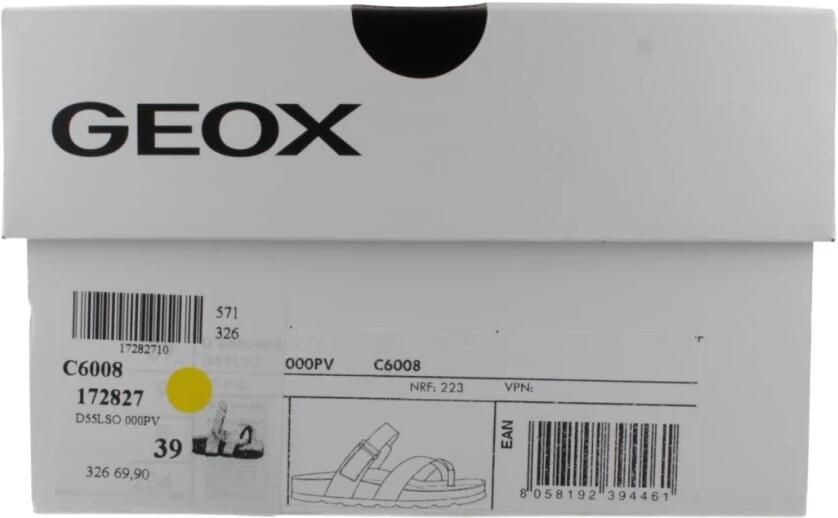 GEOX
571
326
17282710
C6008
172827
D55LSO 000PV
39
326 69,90
D55LSO
000PV C6008
NRF: 223 VPN:
EAN
8 058192 394461